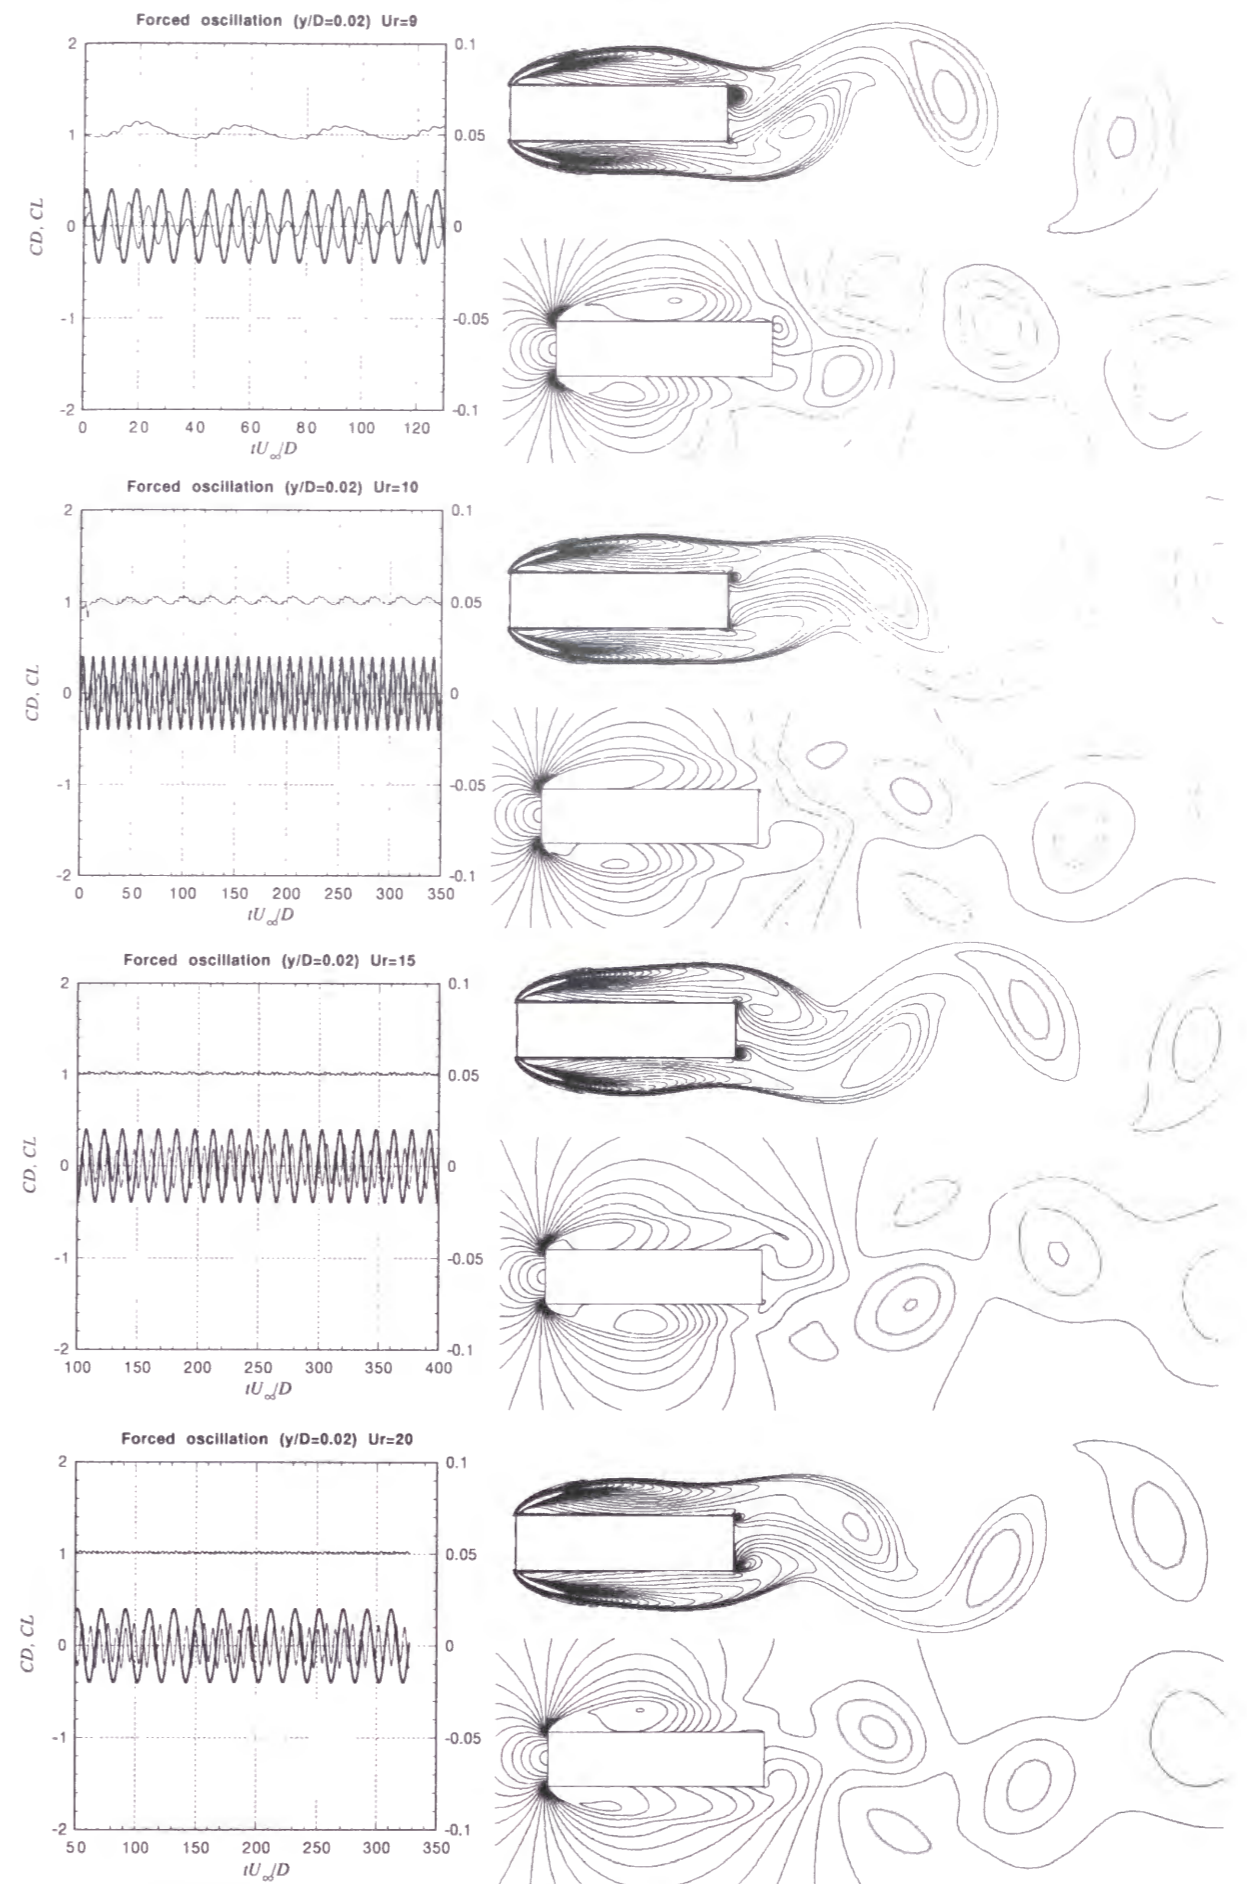 Forced oscillation (y/D=0.02) Ur=9
2 0.1
1 0.05
CD, CL
0 0
-1 -0.05
-2 -0.1
0 20 40 60 80 100 120
tU∞/D
Forced oscillation (y/D=0.02) Ur=10
2 0.1
1 0.05
CD, CL
0 0
-1 -0.05
-2 -0.1
0 50 100 150 200 250 300 350
tU∞/D
Forced oscillation (y/D=0.02) Ur=15
2 0.1
1 0.05
CD, CL
0 0
-1 -0.05
-2 -0.1
100 150 200 250 300 350 400
tU∞/D
Forced oscillation (y/D=0.02) Ur=20
2 0.1
1 0.05
CD, CL
0 0
-1 -0.05
-2 -0.1
50 100 150 200 250 300 350
tU∞/D